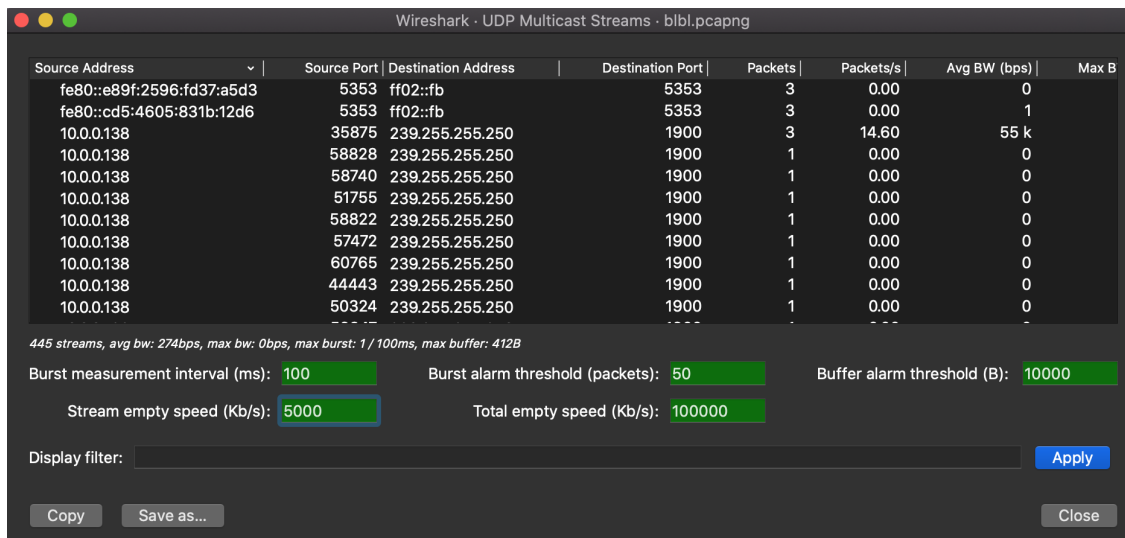 Wireshark · UDP Multicast Streams · blbl.pcapng
Source Address Source Port Destination Address Destination Port Packets Packets/s Avg BW (bps) Max B
fe80::e89f:2596:fd37:a5d3 5353 ff02::fb 5353 3 0.00 0
fe80::cd5:4605:831b:12d6 5353 ff02::fb 5353 3 0.00 1
10.0.0.138 35875 239.255.255.250 1900 3 14.60 55 k
10.0.0.138 58828 239.255.255.250 1900 1 0.00 0
10.0.0.138 58740 239.255.255.250 1900 1 0.00 0
10.0.0.138 51755 239.255.255.250 1900 1 0.00 0
10.0.0.138 58822 239.255.255.250 1900 1 0.00 0
10.0.0.138 57472 239.255.255.250 1900 1 0.00 0
10.0.0.138 60765 239.255.255.250 1900 1 0.00 0
10.0.0.138 44443 239.255.255.250 1900 1 0.00 0
10.0.0.138 50324 239.255.255.250 1900 1 0.00 0
445 streams, avg bw: 274bps, max bw: 0bps, max burst: 1 / 100ms, max buffer: 412B
Burst measurement interval (ms): 100 Burst alarm threshold (packets): 50 Buffer alarm threshold (B): 10000
Stream empty speed (Kb/s): 5000 Total empty speed (Kb/s): 100000
Display filter: Apply
Copy Save as... Close